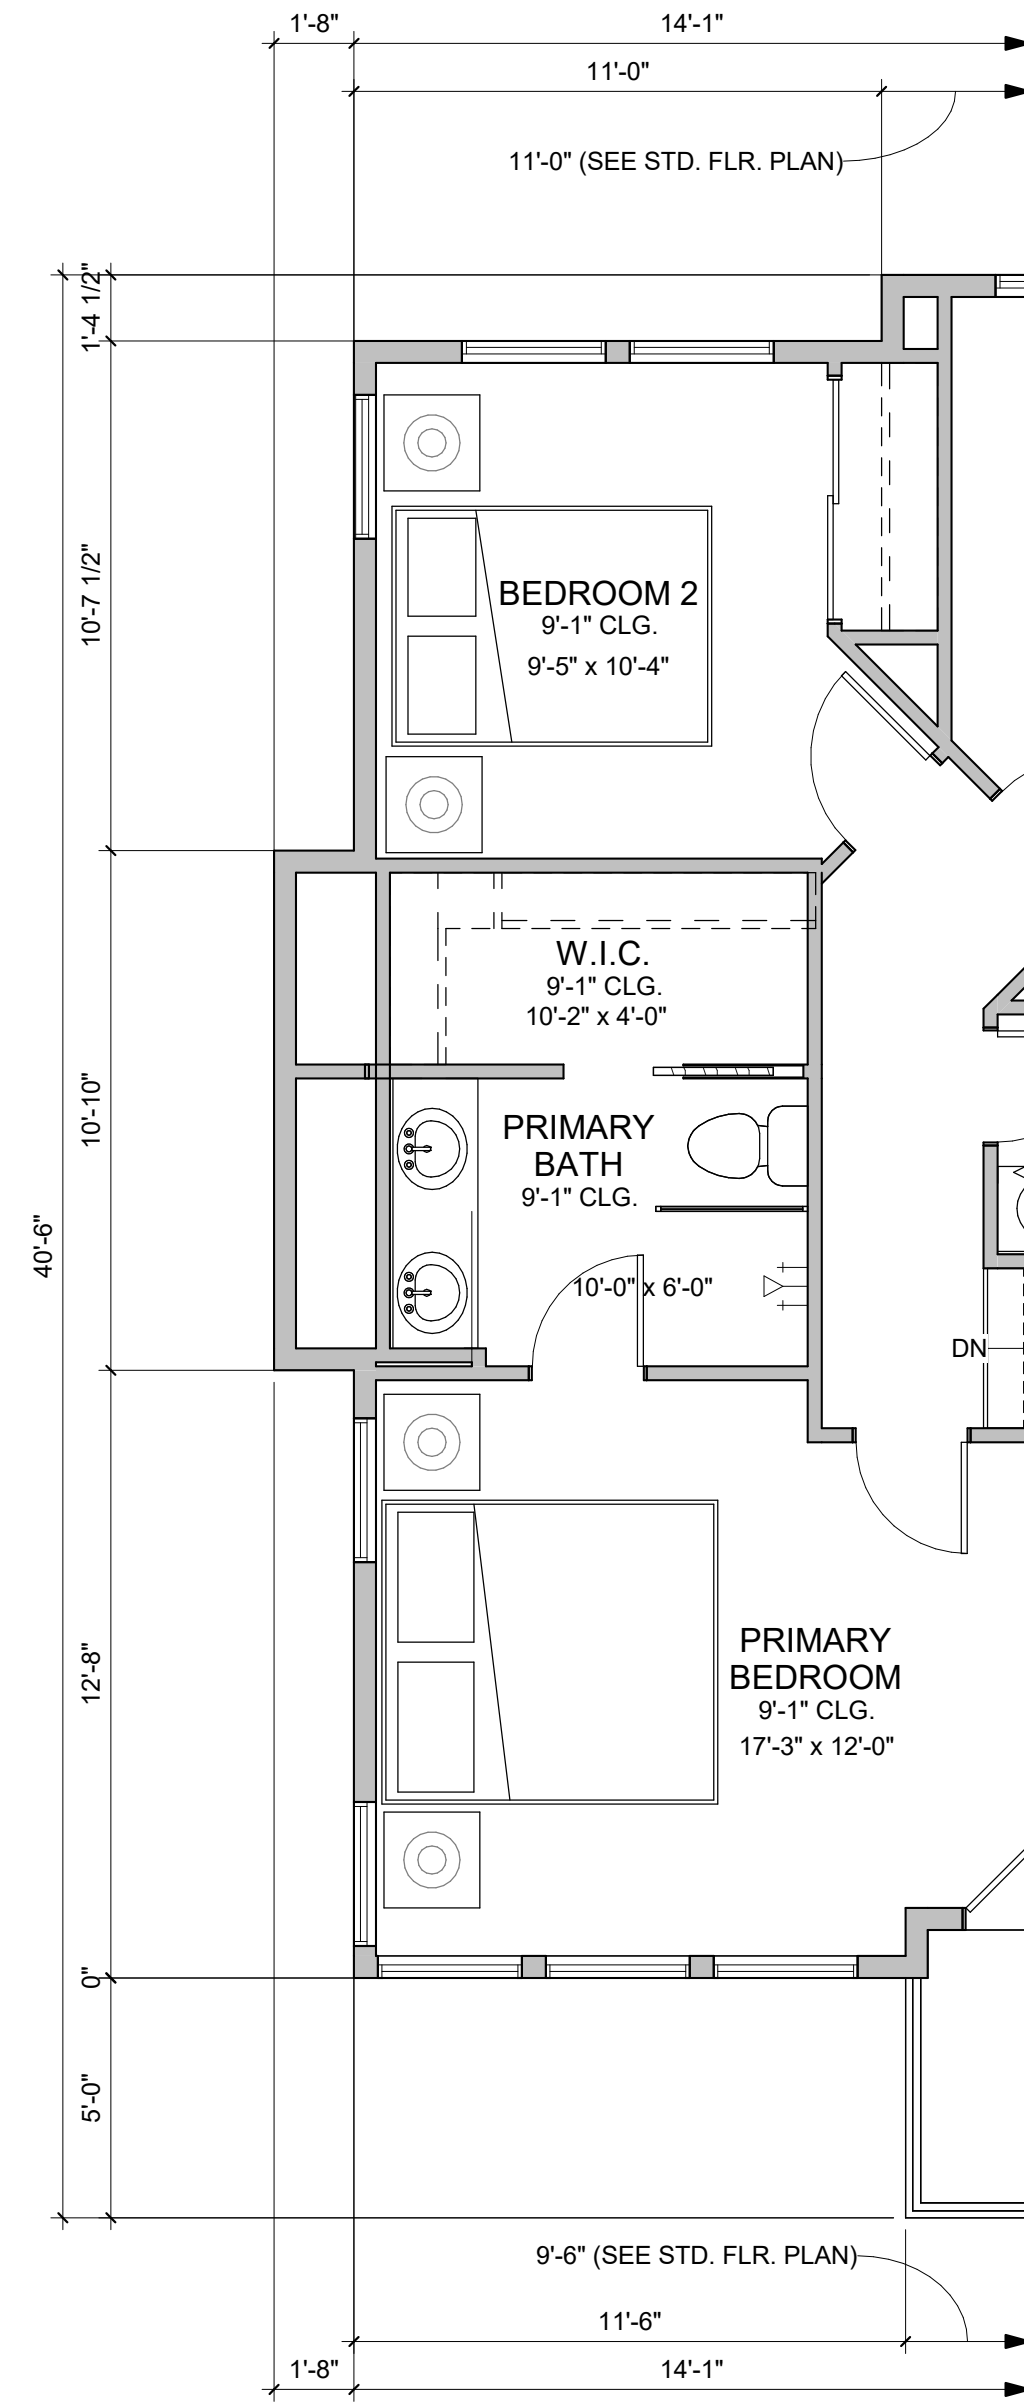 1'-8"
14'-1"
11'-0"
11'-0" (SEE STD. FLR. PLAN)
1'-4 1/2"
10'-7 1/2"
BEDROOM 2
9'-1" CLG.
9'-5" x 10'-4"
W.I.C.
9'-1" CLG.
10'-2" x 4'-0"
10'-10"
PRIMARY
BATH
9'-1" CLG.
40'-6"
10'-0" x 6'-0"
DN
12'-8"
PRIMARY
BEDROOM
9'-1" CLG.
17'-3" x 12'-0"
0"
5'-0"
9'-6" (SEE STD. FLR. PLAN)
11'-6"
1'-8"
14'-1"